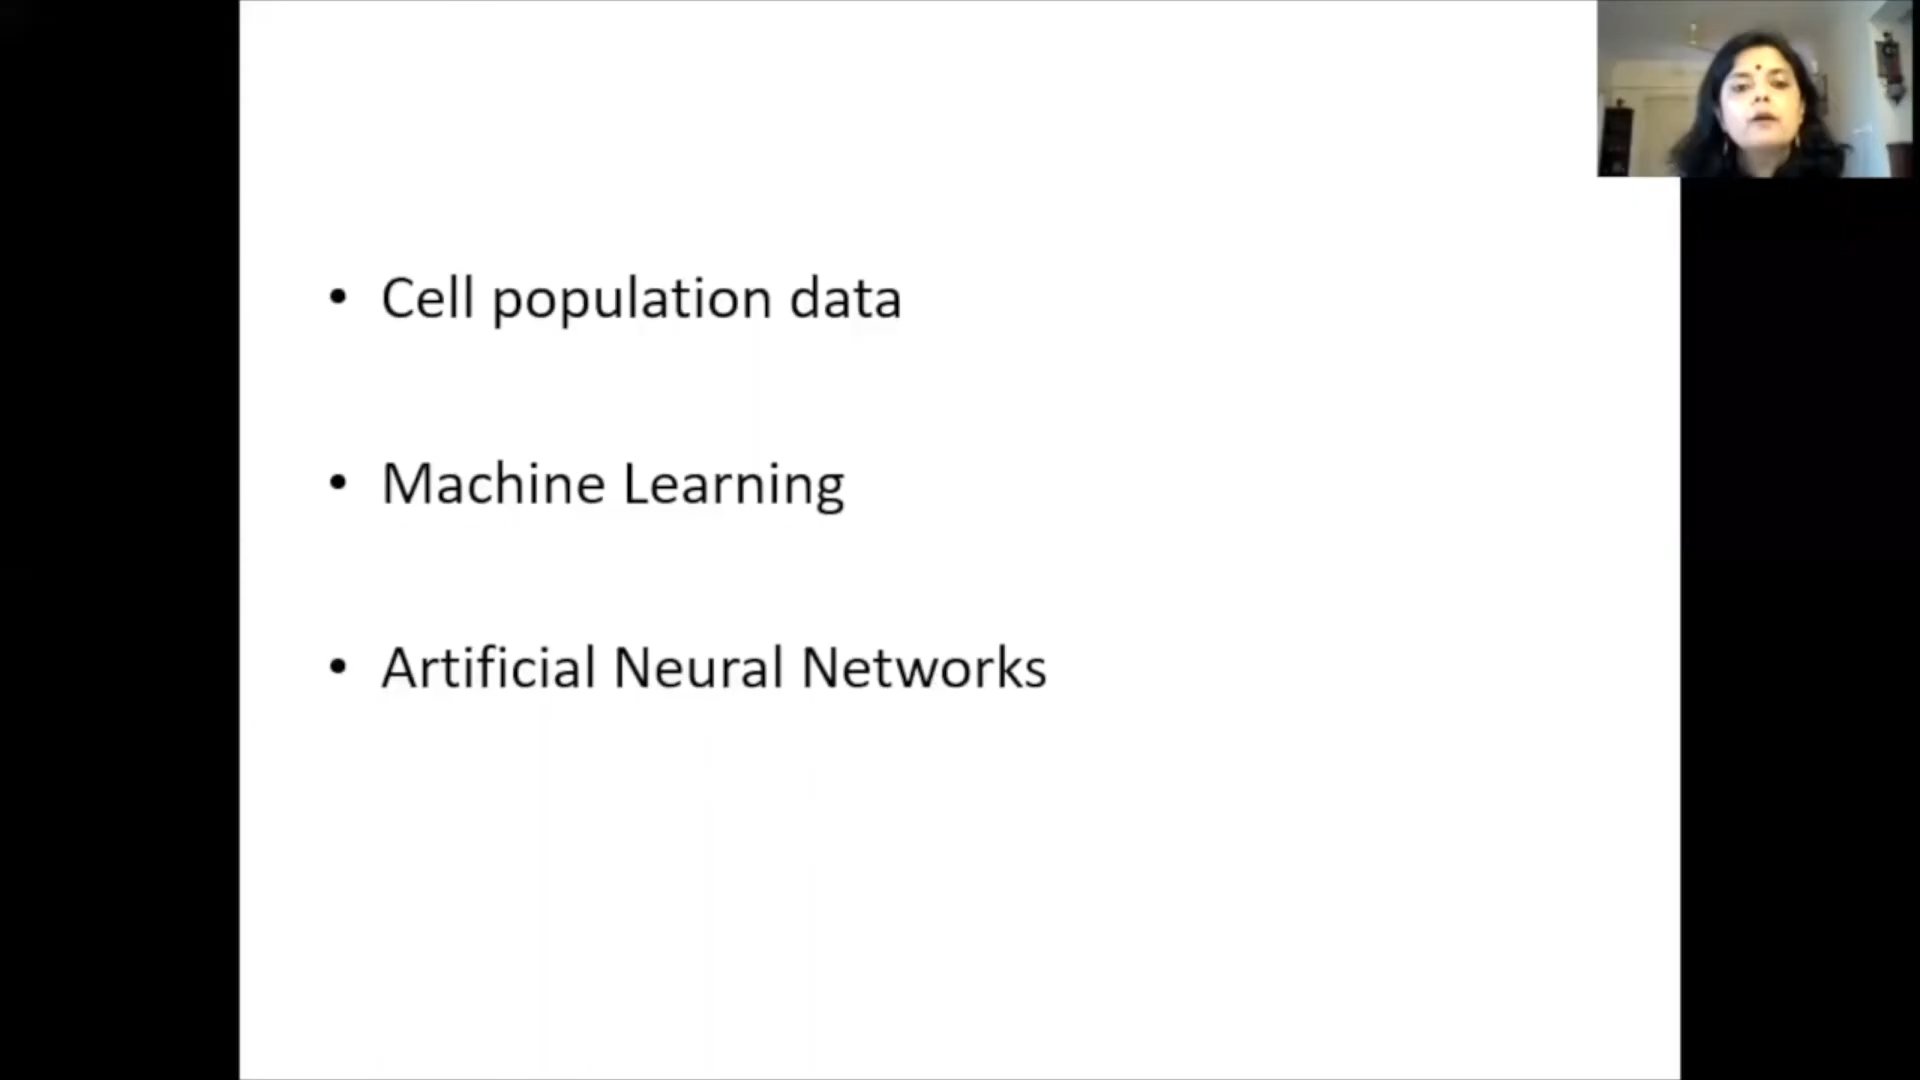 • Cell population data
• Machine Learning
• Artificial Neural Networks